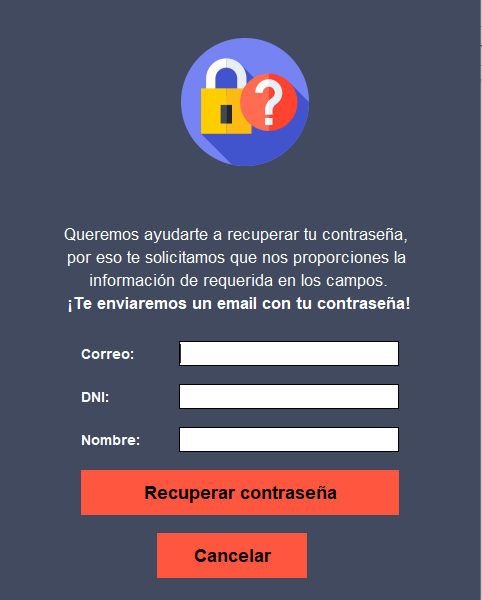 ?
Queremos ayudarte a recuperar tu contraseña,
por eso te solicitamos que nos proporciones la
información de requerida en los campos.
¡Te enviaremos un email con tu contraseña!
Correo:
DNI:
Nombre:
Recuperar contraseña
Cancelar